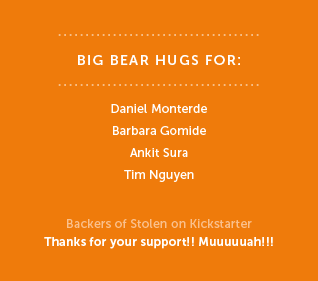 BIG BEAR HUGS FOR:
Daniel Monterde
Barbara Gomide
Ankit Sura
Tim Nguyen
Backers of Stolen on Kickstarter
Thanks for your support!! Muuuuuah!!!